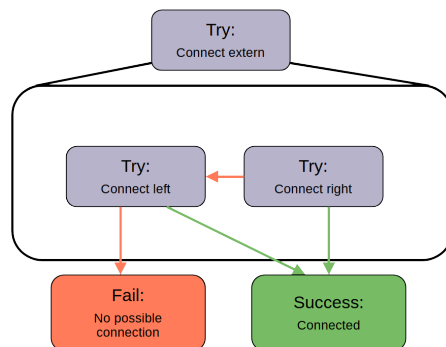 Try:
Connect extern
Try:
Connect left
Try:
Connect right
Fail:
No possible
connection
Success:
Connected